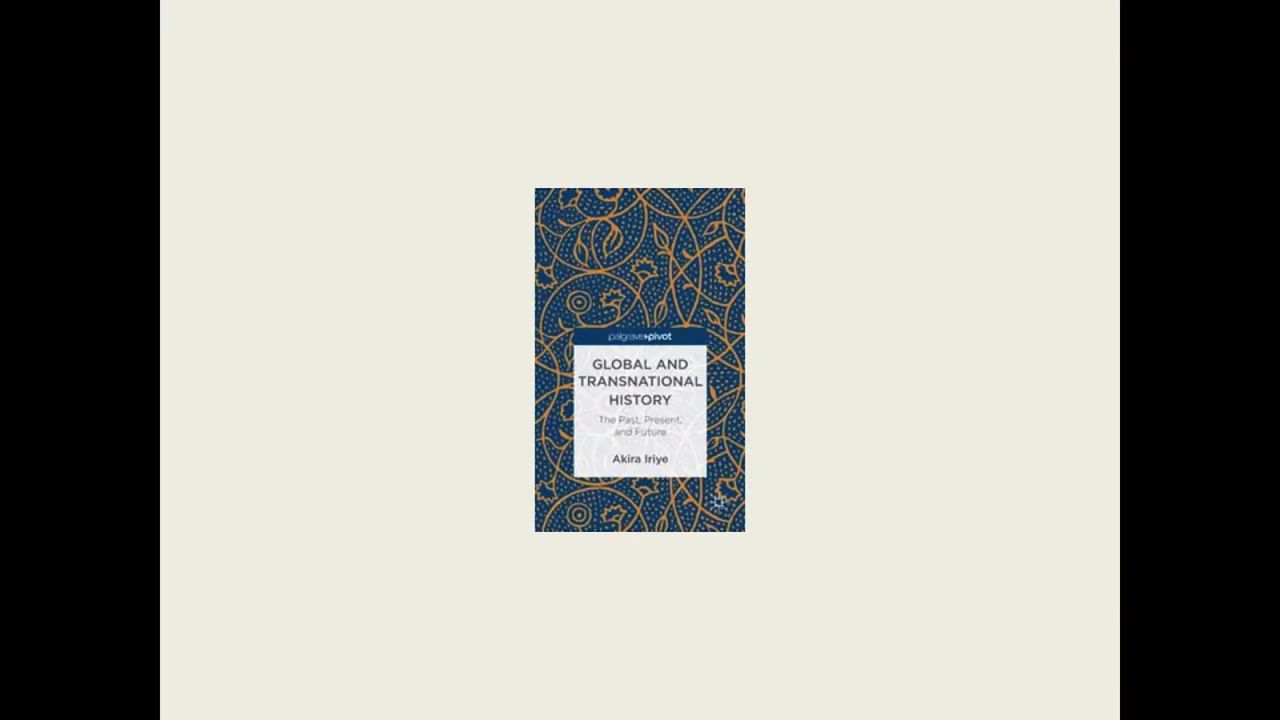 palgrave›pivot
GLOBAL AND
TRANSNATIONAL
HISTORY
The Past, Present,
and Future
Akira Iriye